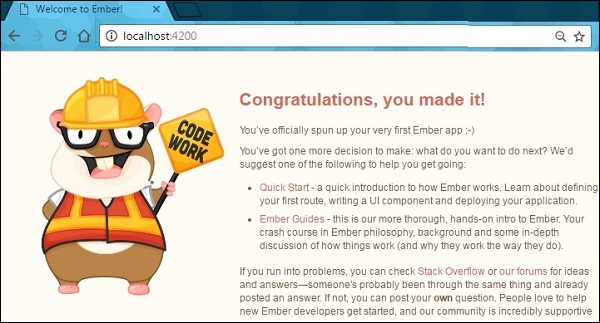 Welcome to Ember!
localhost:4200
CODE
WORK
Congratulations, you made it!
You've officially spun up your very first Ember app :-)
You've got one more decision to make: what do you want to do next? We'd
suggest one of the following to help you get going:
• Quick Start - a quick introduction to how Ember works. Learn about defining
your first route, writing a UI component and deploying your application.
• Ember Guides - this is our more thorough, hands-on intro to Ember. Your
crash course in Ember philosophy, background and some in-depth
discussion of how things work (and why they work the way they do).
If you run into problems, you can check Stack Overflow or our forums for ideas
and answers—someone's probably been through the same thing and already
posted an answer. If not, you can post your own question. People love to help
new Ember developers get started, and our community is incredibly supportive